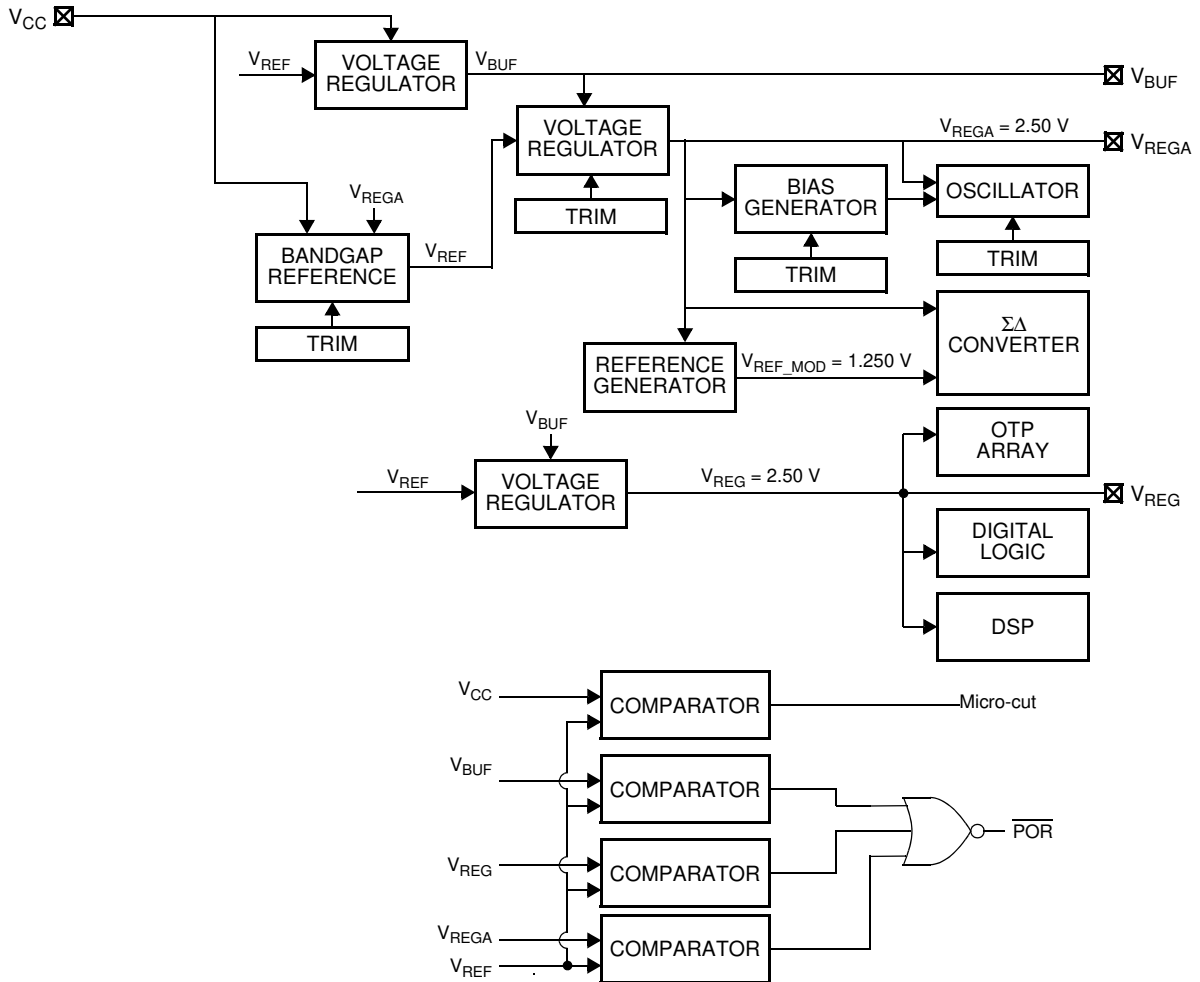 VCC
VREF
VOLTAGE
REGULATOR
VBUF
VBUF
VOLTAGE
REGULATOR
VREGA = 2.50 V
VREGA
TRIM
BIAS
GENERATOR
OSCILLATOR
TRIM
TRIM
VREGA
BANDGAP
REFERENCE
VREF
TRIM
REFERENCE
GENERATOR
VREF_MOD = 1.250 V
ΣΔ
CONVERTER
VBUF
VREF
VOLTAGE
REGULATOR
VREG = 2.50 V
OTP
ARRAY
VREG
DIGITAL
LOGIC
DSP
VCC
COMPARATOR
Micro-cut
VBUF
COMPARATOR
VREG
COMPARATOR
VREGA
VREF
COMPARATOR
P̅O̅R̅